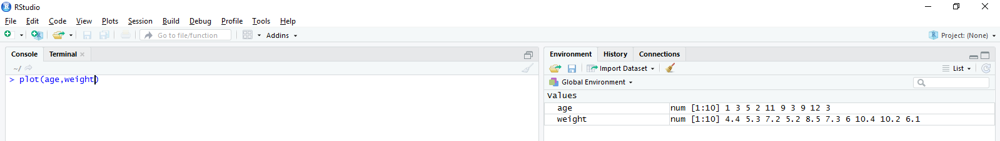 RStudio
File Edit Code View Plots Session Build Debug Profile Tools Help
Go to file/function Addins Project: (None)
Console Terminal
~/
> plot(age,weight)
Environment History Connections
Import Dataset List
Global Environment
Values
age num [1:10] 1 3 5 2 11 9 3 9 12 3
weight num [1:10] 4.4 5.3 7.2 5.2 8.5 7.3 6 10.4 10.2 6.1